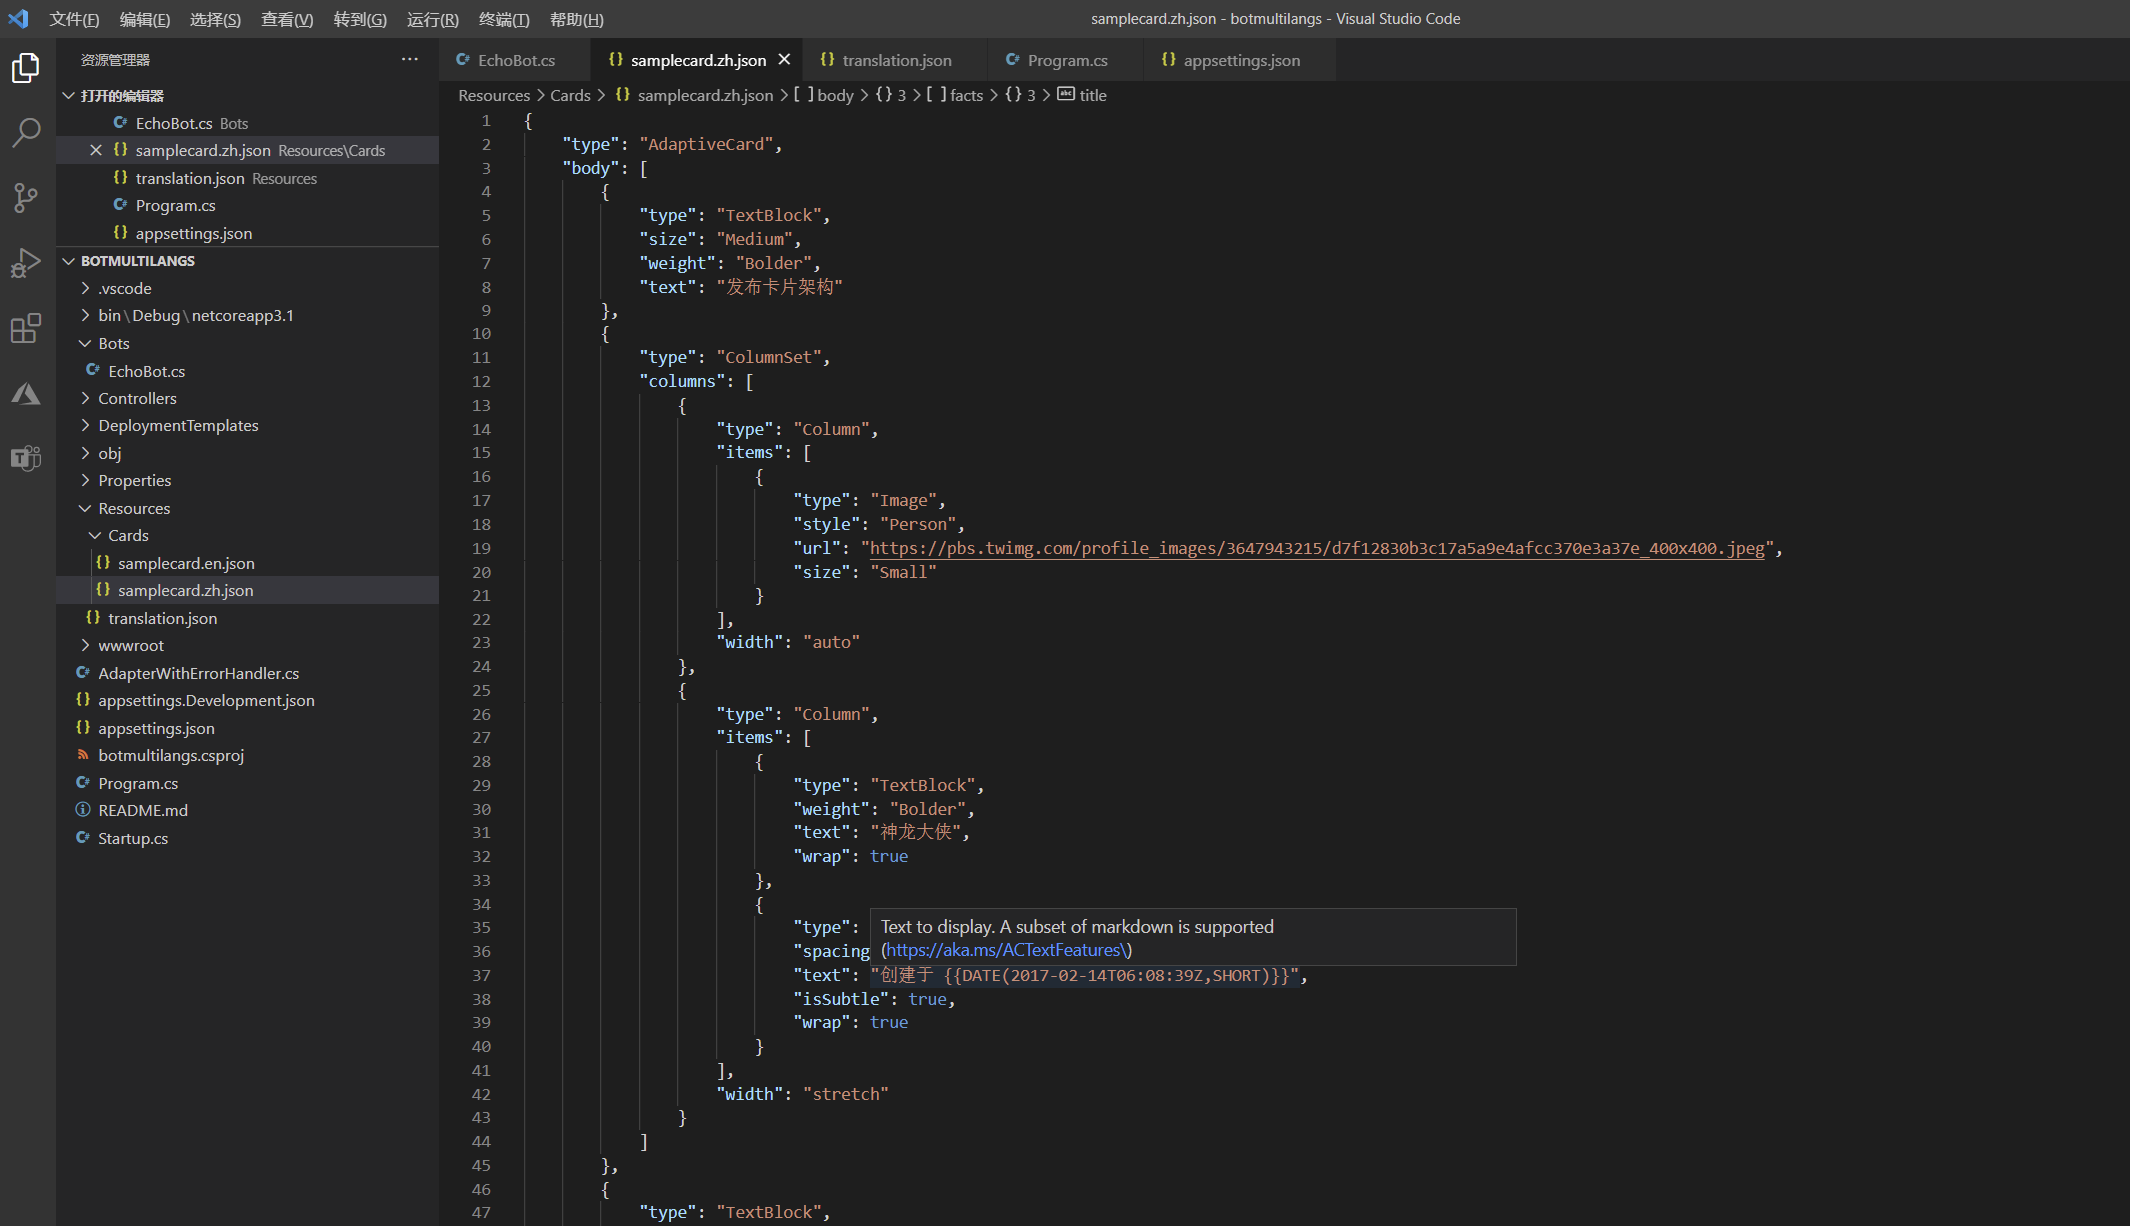 文件(F) 编辑(E) 选择(S) 查看(V) 转到(G) 运行(R) 终端(T) 帮助(H) samplecard.zh.json - botmultilangs - Visual Studio Code
资源管理器 ···
打开的编辑器
EchoBot.cs Bots
samplecard.zh.json Resources\Cards
translation.json Resources
Program.cs
appsettings.json
BOTMULTILANGS
.vscode
bin\Debug\netcoreapp3.1
Bots
EchoBot.cs
Controllers
DeploymentTemplates
obj
Properties
Resources
Cards
samplecard.en.json
samplecard.zh.json
translation.json
wwwroot
AdapterWithErrorHandler.cs
appsettings.Development.json
appsettings.json
botmultilangs.csproj
Program.cs
README.md
Startup.cs
EchoBot.cs samplecard.zh.json translation.json Program.cs appsettings.json
Resources > Cards > {} samplecard.zh.json > [ ] body > {} 3 > [ ] facts > {} 3 > title
1 {
2 "type": "AdaptiveCard",
3 "body": [
4 {
5 "type": "TextBlock",
6 "size": "Medium",
7 "weight": "Bolder",
8 "text": "发布卡片架构"
9 },
10 {
11 "type": "ColumnSet",
12 "columns": [
13 {
14 "type": "Column",
15 "items": [
16 {
17 "type": "Image",
18 "style": "Person",
19 "url": "https://pbs.twimg.com/profile_images/3647943215/d7f12830b3c17a5a9e4afcc370e3a37e_400x400.jpeg",
20 "size": "Small"
21 }
22 ],
23 "width": "auto"
24 },
25 {
26 "type": "Column",
27 "items": [
28 {
29 "type": "TextBlock",
30 "weight": "Bolder",
31 "text": "神龙大侠",
32 "wrap": true
33 },
34 {
35 "type":
36 "spacing
Text to display. A subset of markdown is supported
(https://aka.ms/ACTextFeatures\)
37 "text": "创建于 {{DATE(2017-02-14T06:08:39Z,SHORT)}}",
38 "isSubtle": true,
39 "wrap": true
40 }
41 ],
42 "width": "stretch"
43 }
44 ]
45 },
46 {
47 "type": "TextBlock",